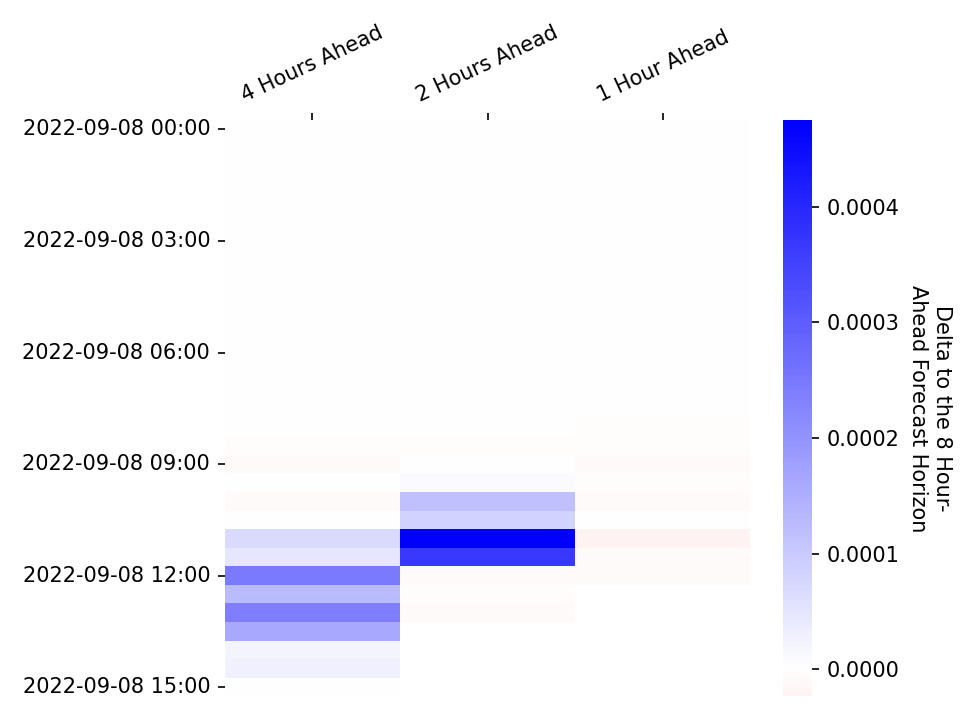 4 Hours Ahead
2 Hours Ahead
1 Hour Ahead
2022-09-08 00:00
2022-09-08 03:00
2022-09-08 06:00
2022-09-08 09:00
2022-09-08 12:00
2022-09-08 15:00
0.0004
0.0003
0.0002
0.0001
0.0000
Delta to the 8 Hour-
Ahead Forecast Horizon